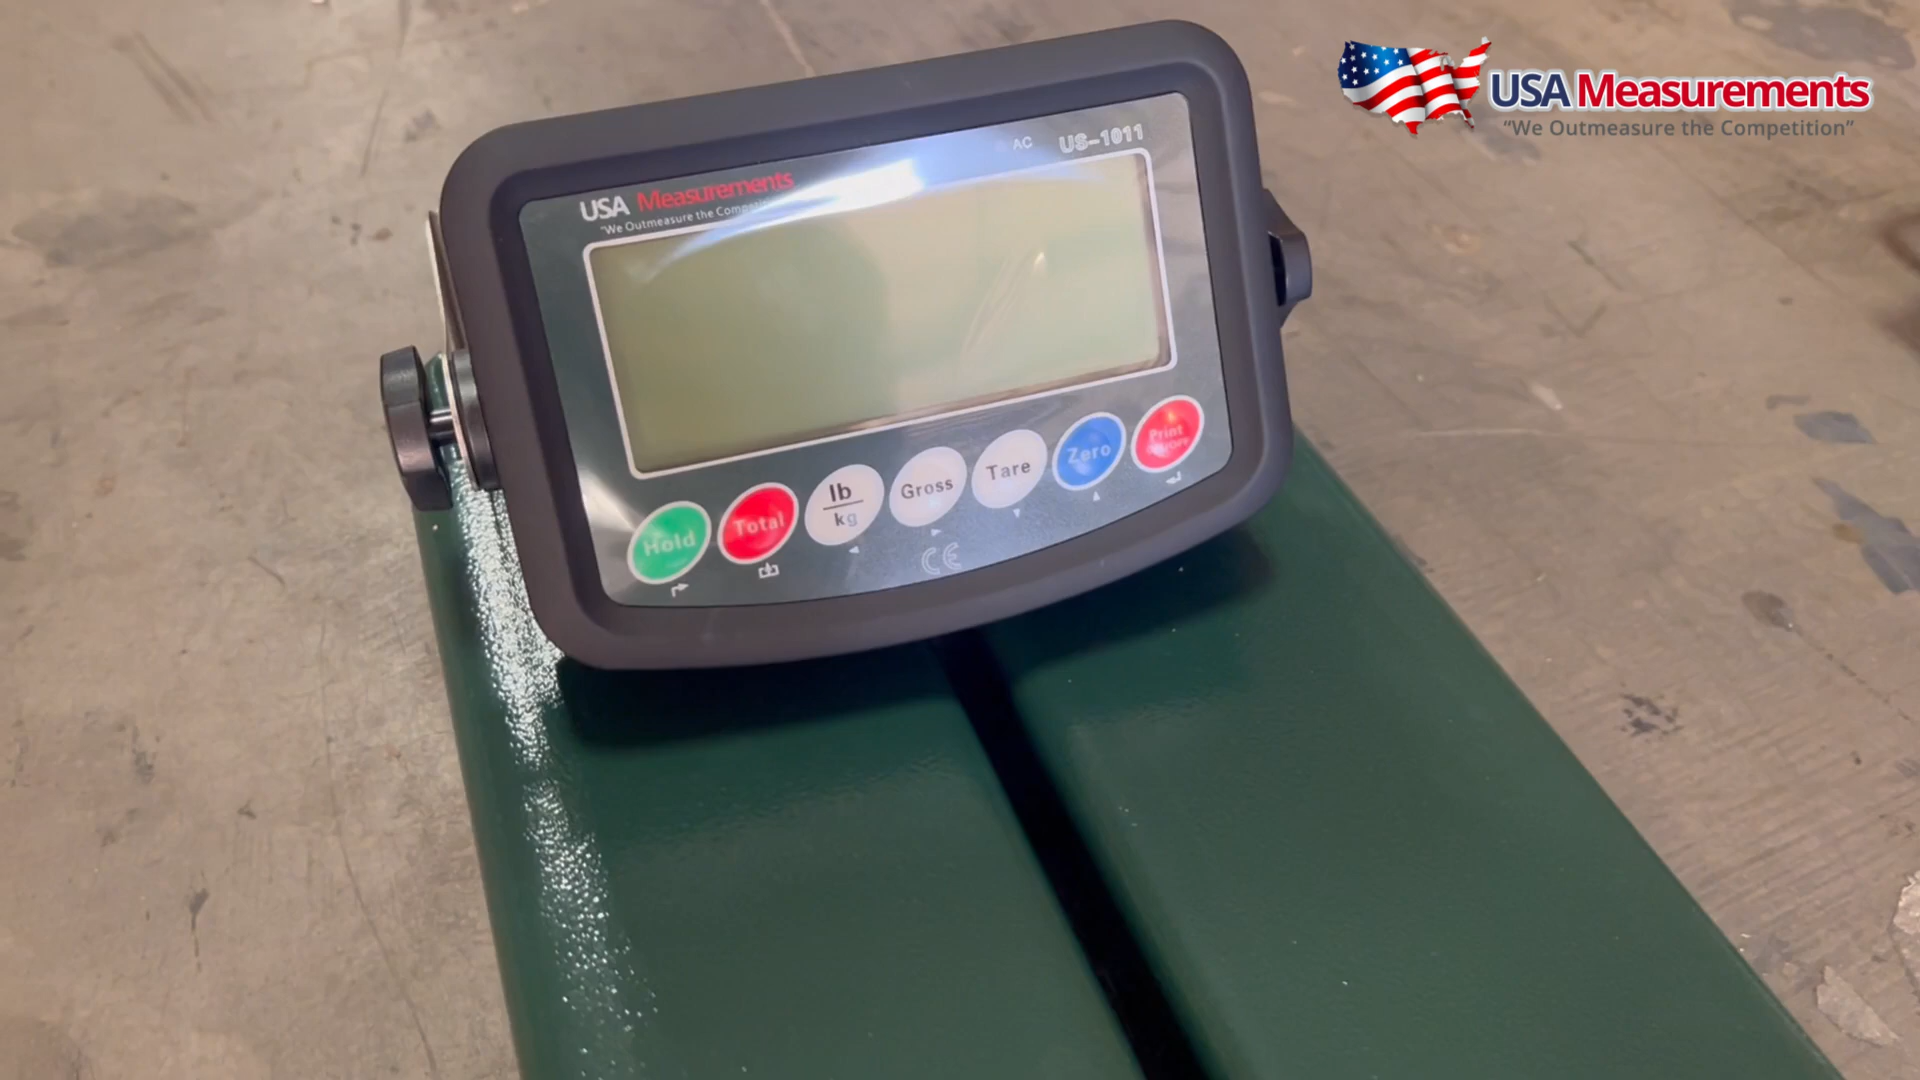 USA Measurements
"We Outmeasure the Competition"
AC US-1011
USA Measurements
"We Outmeasure the
Hold
Total
lb
kg
Gross
Tare
Zero
Print
CE